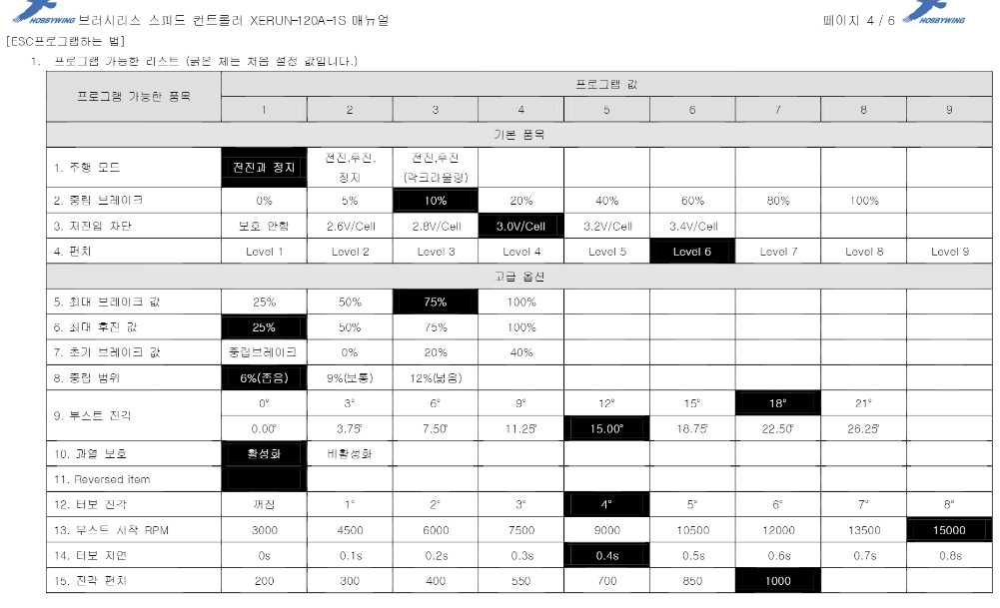 HOBBYWING 브러시리스 스피드 컨트롤러 XERUN-120A-1S 매뉴얼 페이지 4 / 6 HOBBYWING
[ESC프로그램하는 법]
1. 프로그램 가능한 리스트 (굵은 체는 처음 설정 값입니다.)
프로그램 가능한 품목 프로그램 값
1 2 3 4 5 6 7 8 9
기본 품목
1. 주행 모드 전진과 정지 전진,후진,정지 전진,후진(락크라울링)
2. 중립 브레이크 0% 5% 10% 20% 40% 60% 80% 100%
3. 저전압 차단 보호 안함 2.6V/Cell 2.8V/Cell 3.0V/Cell 3.2V/Cell 3.4V/Cell
4. 펀치 Level 1 Level 2 Level 3 Level 4 Level 5 Level 6 Level 7 Level 8 Level 9
고급 옵션
5. 최대 브레이크 값 25% 50% 75% 100%
6. 최대 후진 값 25% 50% 75% 100%
7. 초기 브레이크 값 중립브레이크 0% 20% 40%
8. 중립 범위 6%(좁음) 9%(보통) 12%(넓음)
9. 부스트 진각 0° 3° 6° 9° 12° 15° 18° 21°
0.00° 3.75° 7.50° 11.25° 15.00° 18.75° 22.50° 26.25°
10. 과열 보호 활성화 비활성화
11. Reversed item
12. 터보 진각 꺼짐 1° 2° 3° 4° 5° 6° 7° 8°
13. 부스트 시작 RPM 3000 4500 6000 7500 9000 10500 12000 13500 15000
14. 터보 지연 0s 0.1s 0.2s 0.3s 0.4s 0.5s 0.6s 0.7s 0.8s
15. 진각 펀치 200 300 400 550 700 850 1000